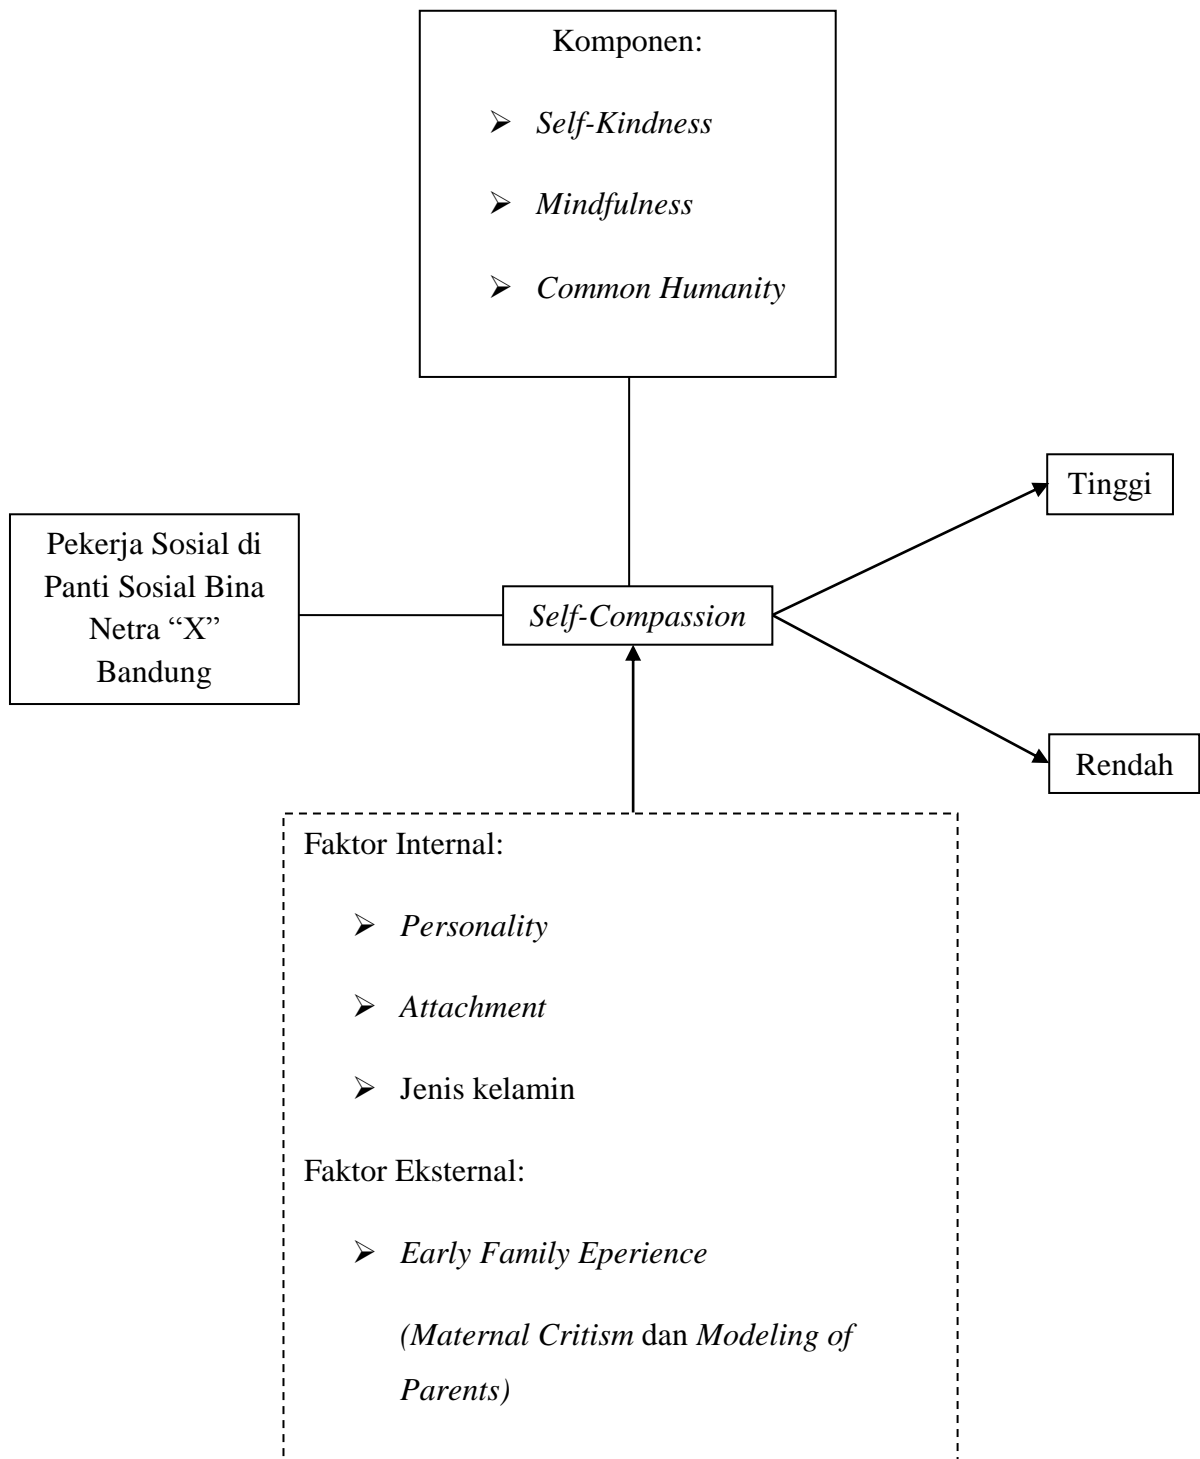 Komponen:
➢ Self-Kindness
➢ Mindfulness
➢ Common Humanity
Tinggi
Pekerja Sosial di
Panti Sosial Bina
Netra “X”
Bandung
Self-Compassion
Rendah
Faktor Internal:
➢ Personality
➢ Attachment
➢ Jenis kelamin
Faktor Eksternal:
➢ Early Family Eperience
(Maternal Critism dan Modeling of
Parents)